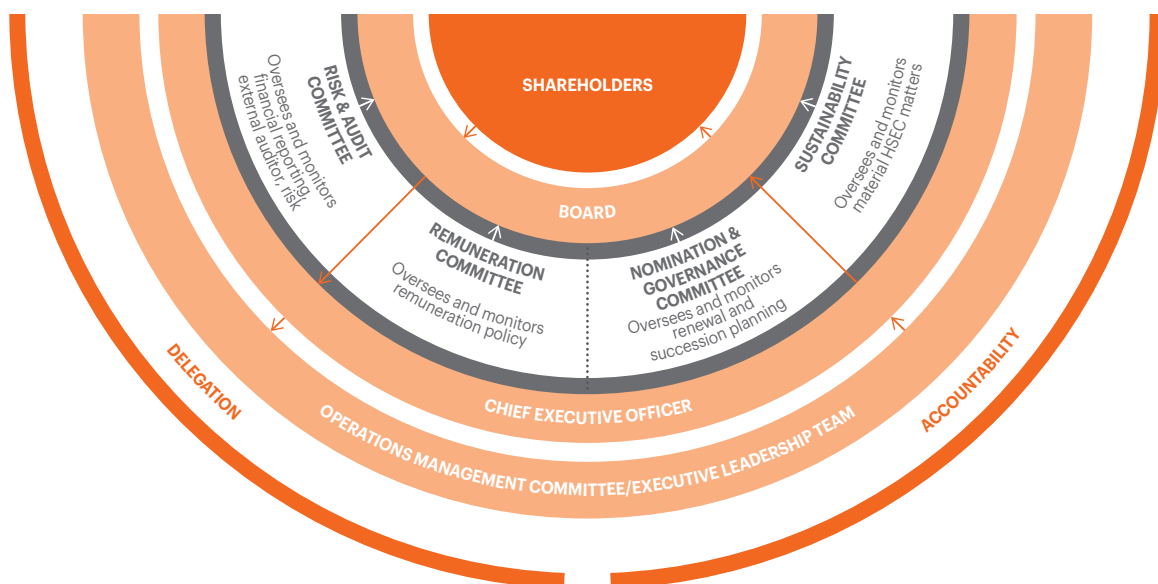 SHAREHOLDERS
BOARD
RISK & AUDIT
COMMITTEE
Oversees and monitors
financial reporting,
external auditor, risk
REMUNERATION
COMMITTEE
Oversees and monitors
remuneration policy
NOMINATION &
GOVERNANCE
COMMITTEE
Oversees and monitors
renewal and
succession planning
SUSTAINABILITY
COMMITTEE
Oversees and monitors
material HSEC matters
CHIEF EXECUTIVE OFFICER
OPERATIONS MANAGEMENT COMMITTEE/EXECUTIVE LEADERSHIP TEAM
DELEGATION
ACCOUNTABILITY